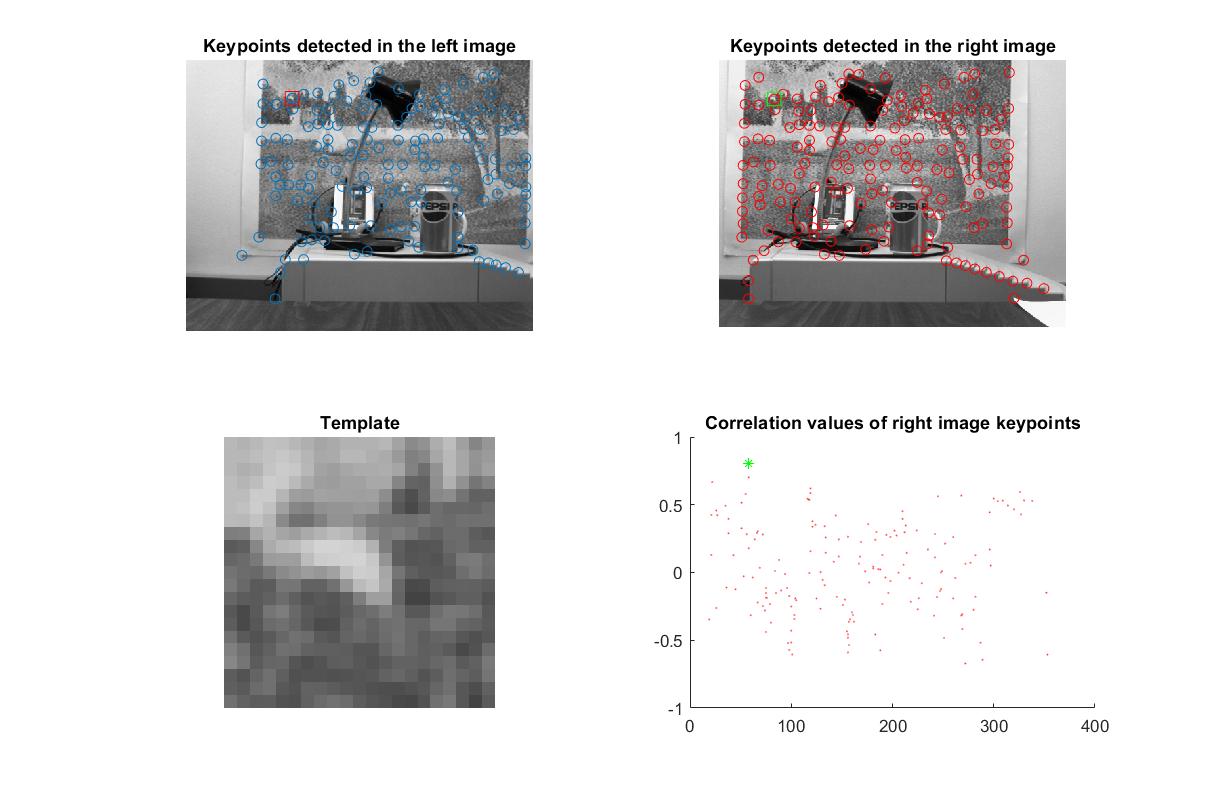 Keypoints detected in the left image
Keypoints detected in the right image
PEPSI P
PEPSI P
Template
Correlation values of right image keypoints
1
0.5
0
-0.5
-1
0
100
200
300
400